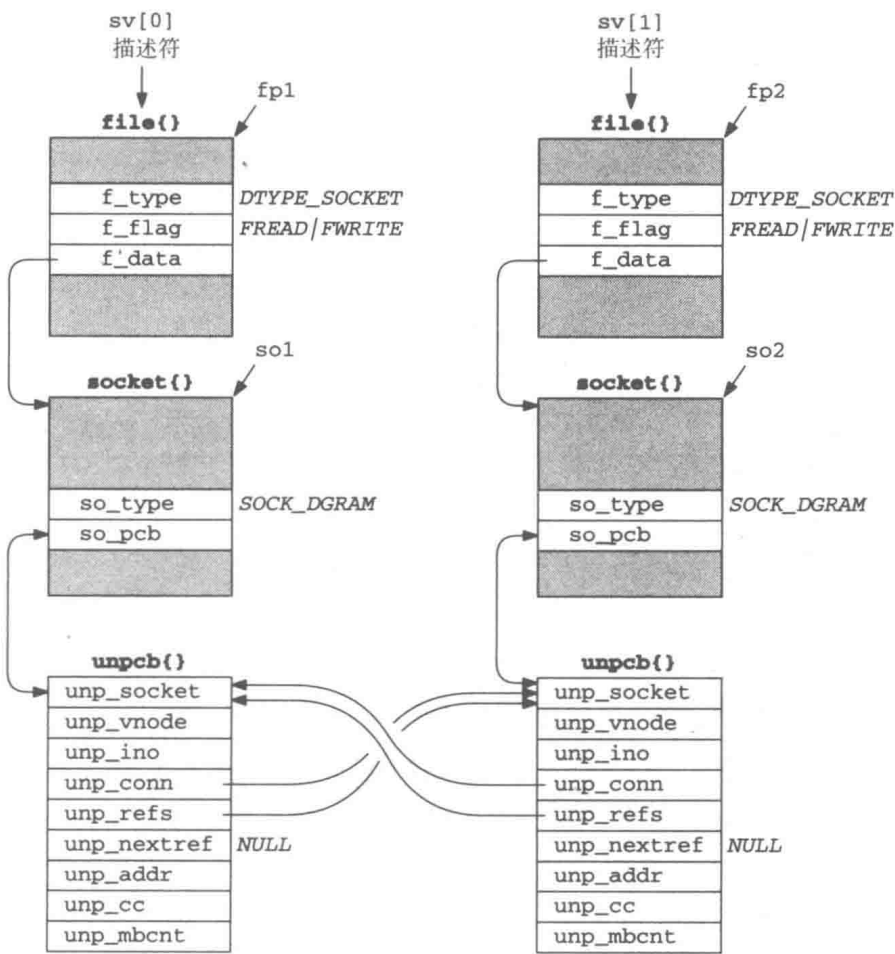 sv[0]
描述符
fp1
file{}
f_type DTYPE_SOCKET
f_flag FREAD|FWRITE
f_data
so1
socket{}
so_type SOCK_DGRAM
so_pcb
unpcb{}
unp_socket
unp_vnode
unp_ino
unp_conn
unp_refs
unp_nextref NULL
unp_addr
unp_cc
unp_mbcnt
sv[1]
描述符
fp2
file{}
f_type DTYPE_SOCKET
f_flag FREAD|FWRITE
f_data
so2
socket{}
so_type SOCK_DGRAM
so_pcb
unpcb{}
unp_socket
unp_vnode
unp_ino
unp_conn
unp_refs
unp_nextref NULL
unp_addr
unp_cc
unp_mbcnt